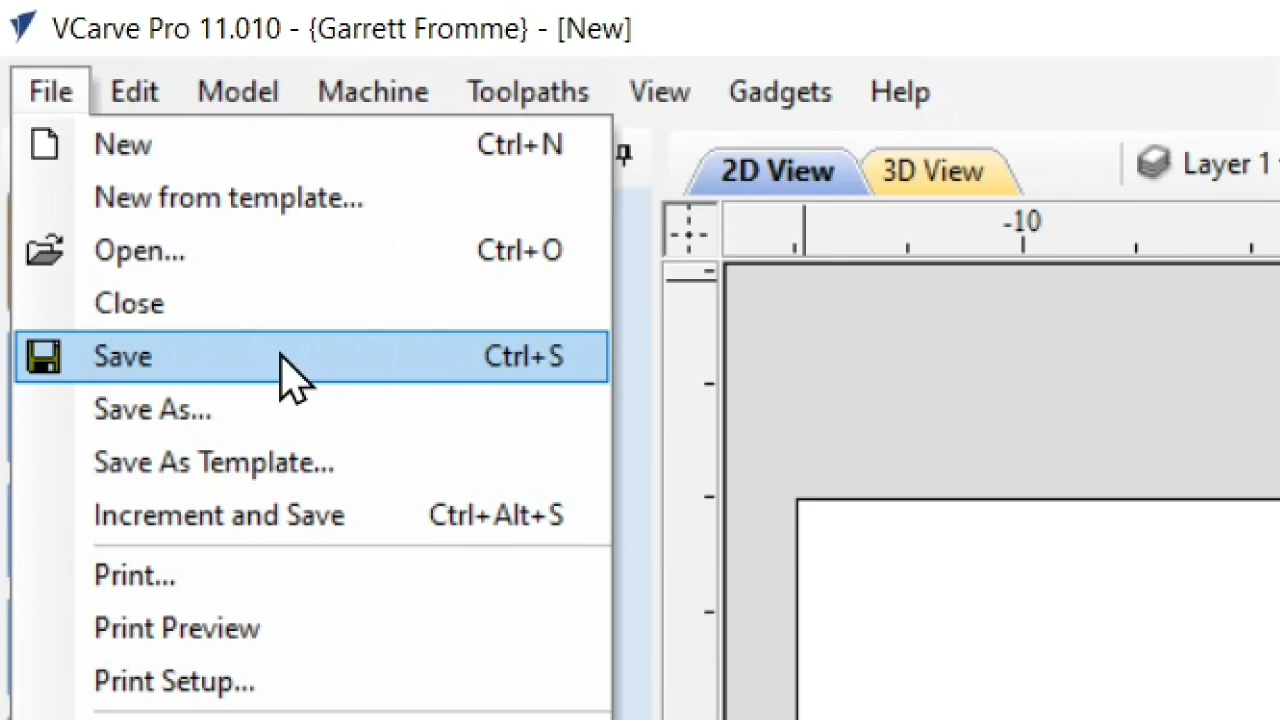 VCarve Pro 11.010 - {Garrett Fromme} - [New]
File Edit Model Machine Toolpaths View Gadgets Help
New Ctrl+N
New from template...
Open... Ctrl+O
Close
Save Ctrl+S
Save As...
Save As Template...
Increment and Save Ctrl+Alt+S
Print...
Print Preview
Print Setup...
2D View 3D View Layer 1
-10